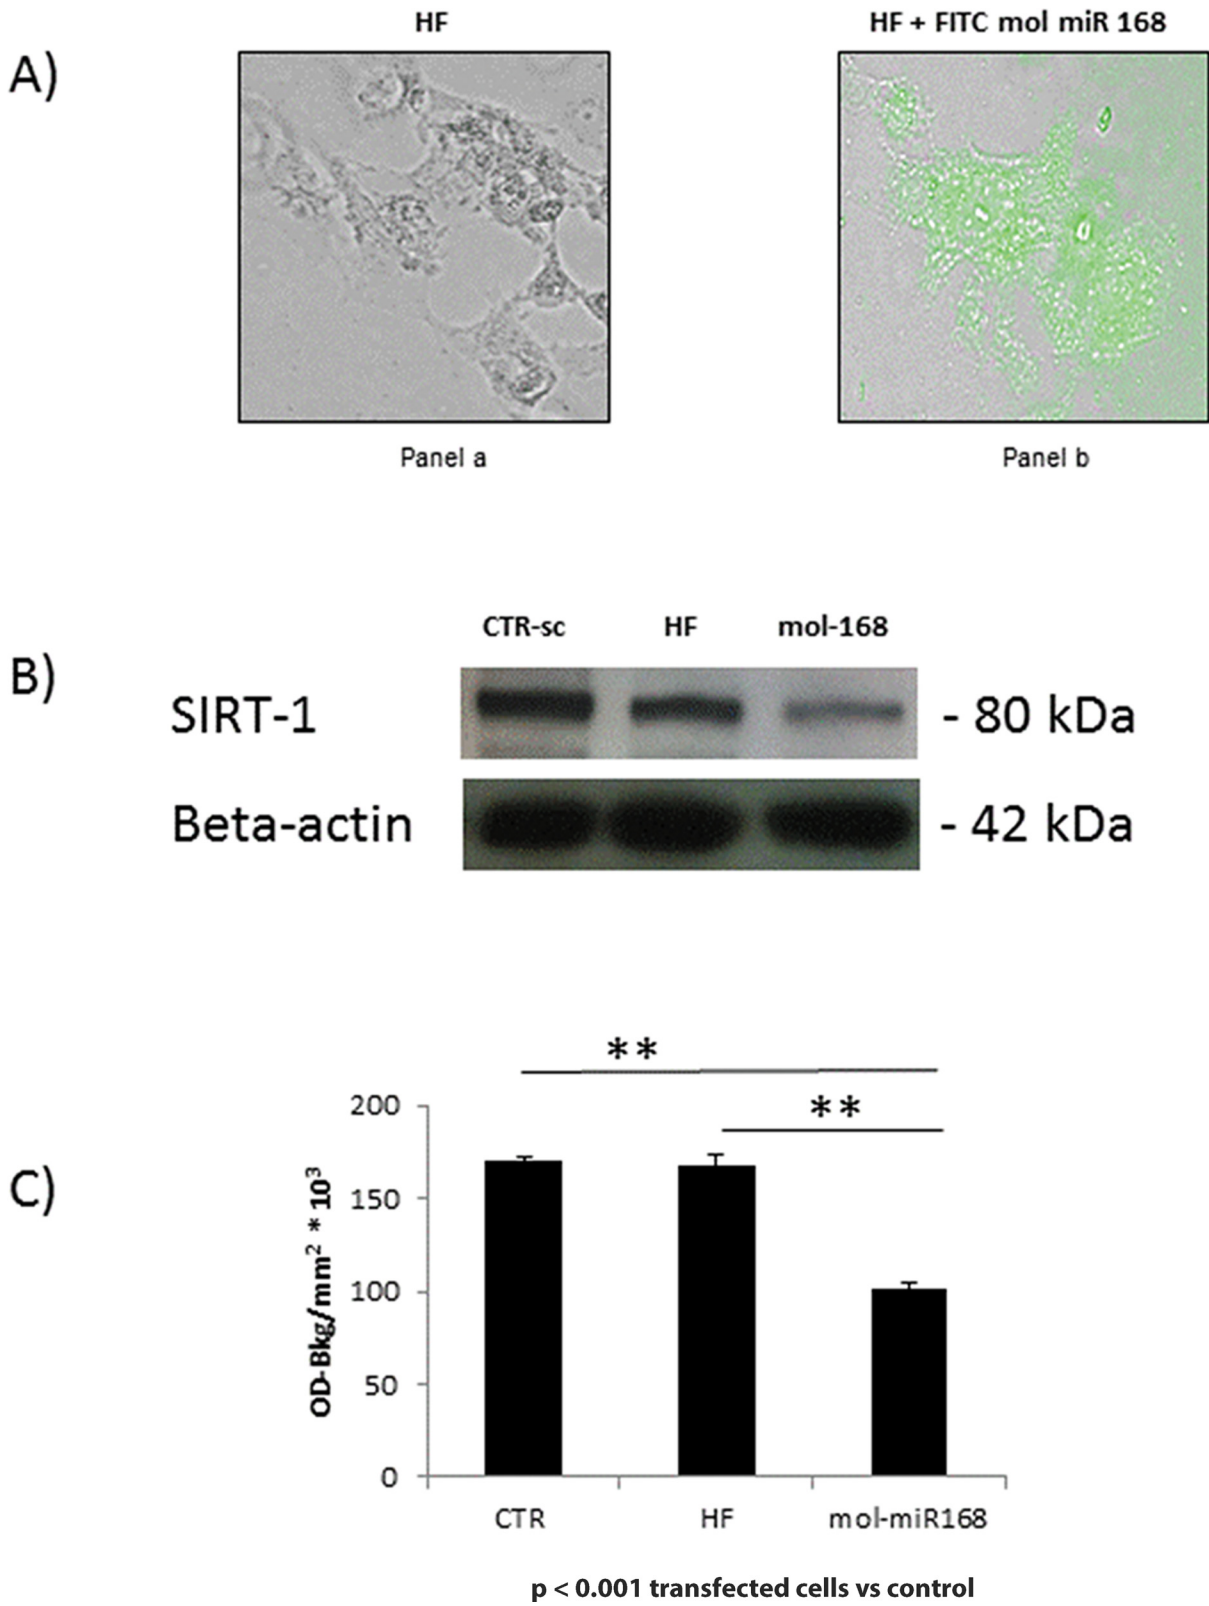 HF
HF + FITC mol miR 168
A)
Panel a
Panel b
CTR-sc HF mol-168
B)
SIRT-1
- 80 kDa
Beta-actin
- 42 kDa
**
**
C)
OD-Bkg/mm² * 10³
200
150
100
50
0
CTR HF mol-miR168
p < 0.001 transfected cells vs control